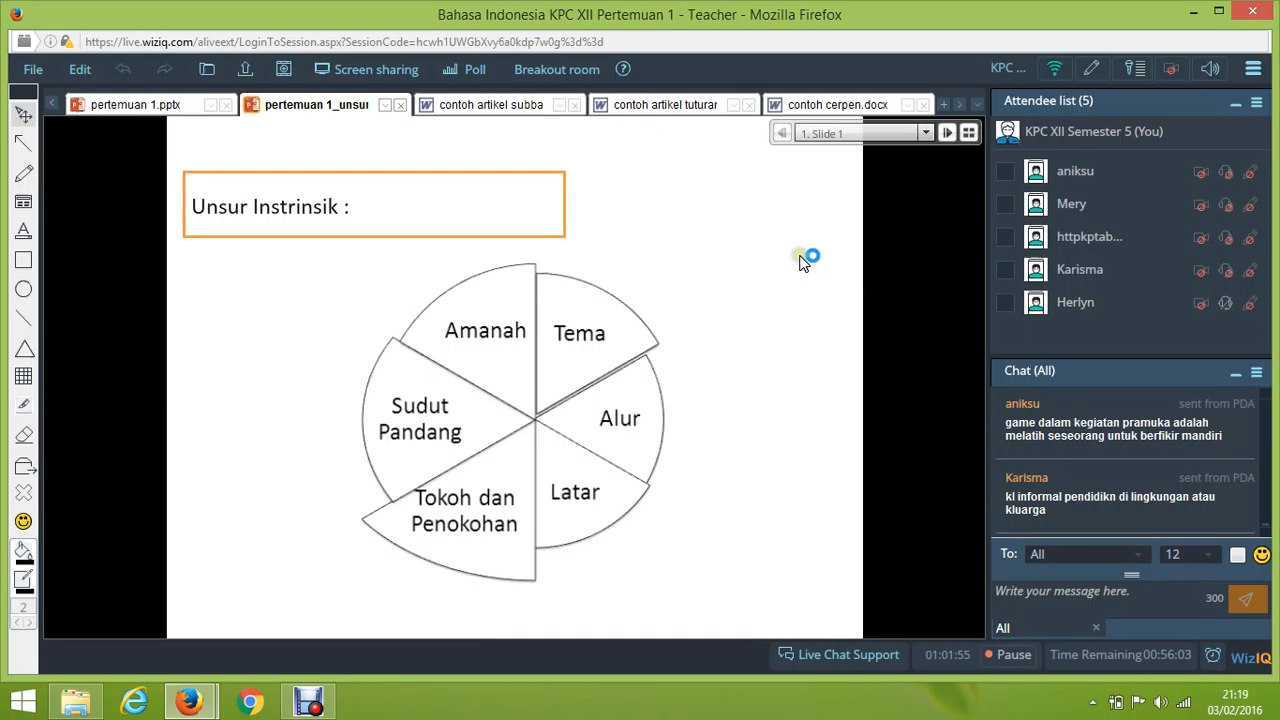 Bahasa Indonesia KPC XII Pertemuan 1 - Teacher - Mozilla Firefox
https://live.wiziq.com/aliveext/LoginToSession.aspx?SessionCode=hcwh1UWGbXvy6a0kdp7w0g%3d%3d
File Edit Screen sharing Poll Breakout room ? KPC ...
pertemuan 1.pptx pertemuan 1_unsur contoh artikel subba contoh artikel tuturar contoh cerpen.docx
1. Slide 1
Unsur Instrinsik :
Amanah
Tema
Sudut
Pandang
Alur
Tokoh dan
Penokohan
Latar
Attendee list (5)
KPC XII Semester 5 (You)
aniksu
Mery
httpkptab...
Karisma
Herlyn
Chat (All)
aniksu sent from PDA
game dalam kegiatan pramuka adalah
melatih seseorang untuk berfikir mandiri
Karisma sent from PDA
kl informal pendidikn di lingkungan atau
kluarga
To: All 12
Write your message here. 300
All
2
Live Chat Support 01:01:55 Pause Time Remaining 00:56:03 WizIQ
21:19
03/02/2016